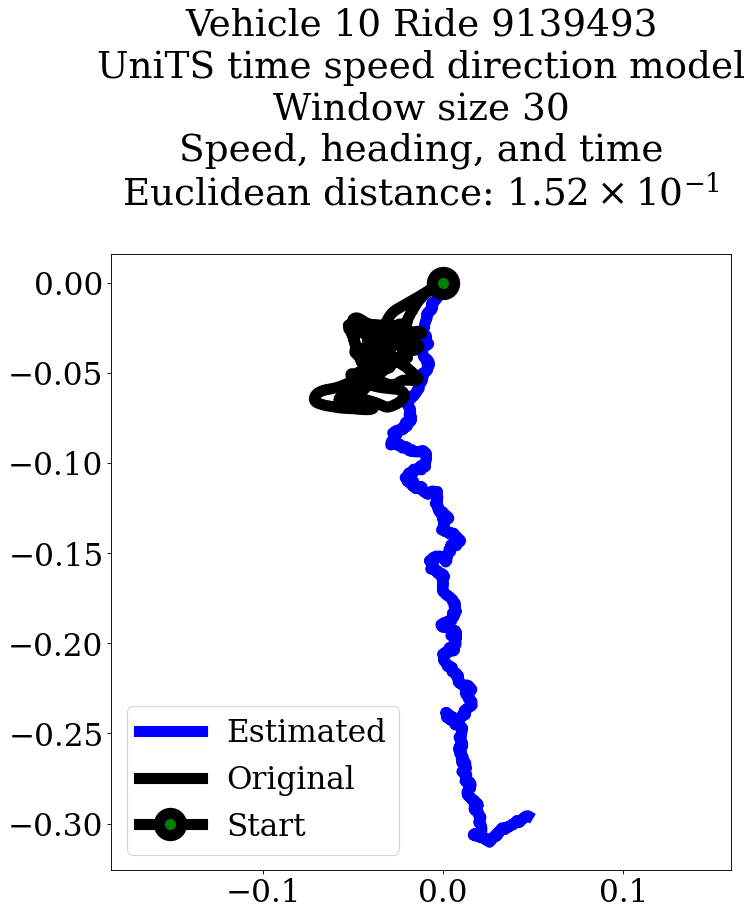 Vehicle 10 Ride 9139493
UniTS time speed direction model
Window size 30
Speed, heading, and time
Euclidean distance: 1.52 × 10⁻¹
0.00
−0.05
−0.10
−0.15
−0.20
−0.25
−0.30
Estimated
Original
Start
−0.1 0.0 0.1